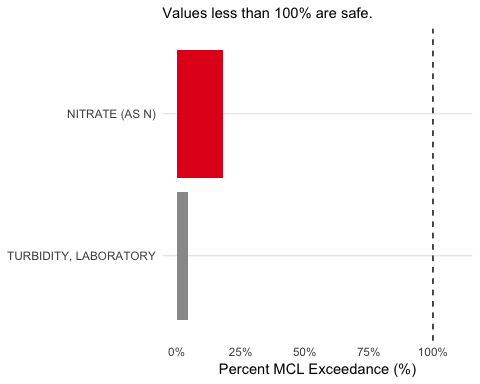 Values less than 100% are safe.
NITRATE (AS N)
TURBIDITY, LABORATORY
0% 25% 50% 75% 100%
Percent MCL Exceedance (%)